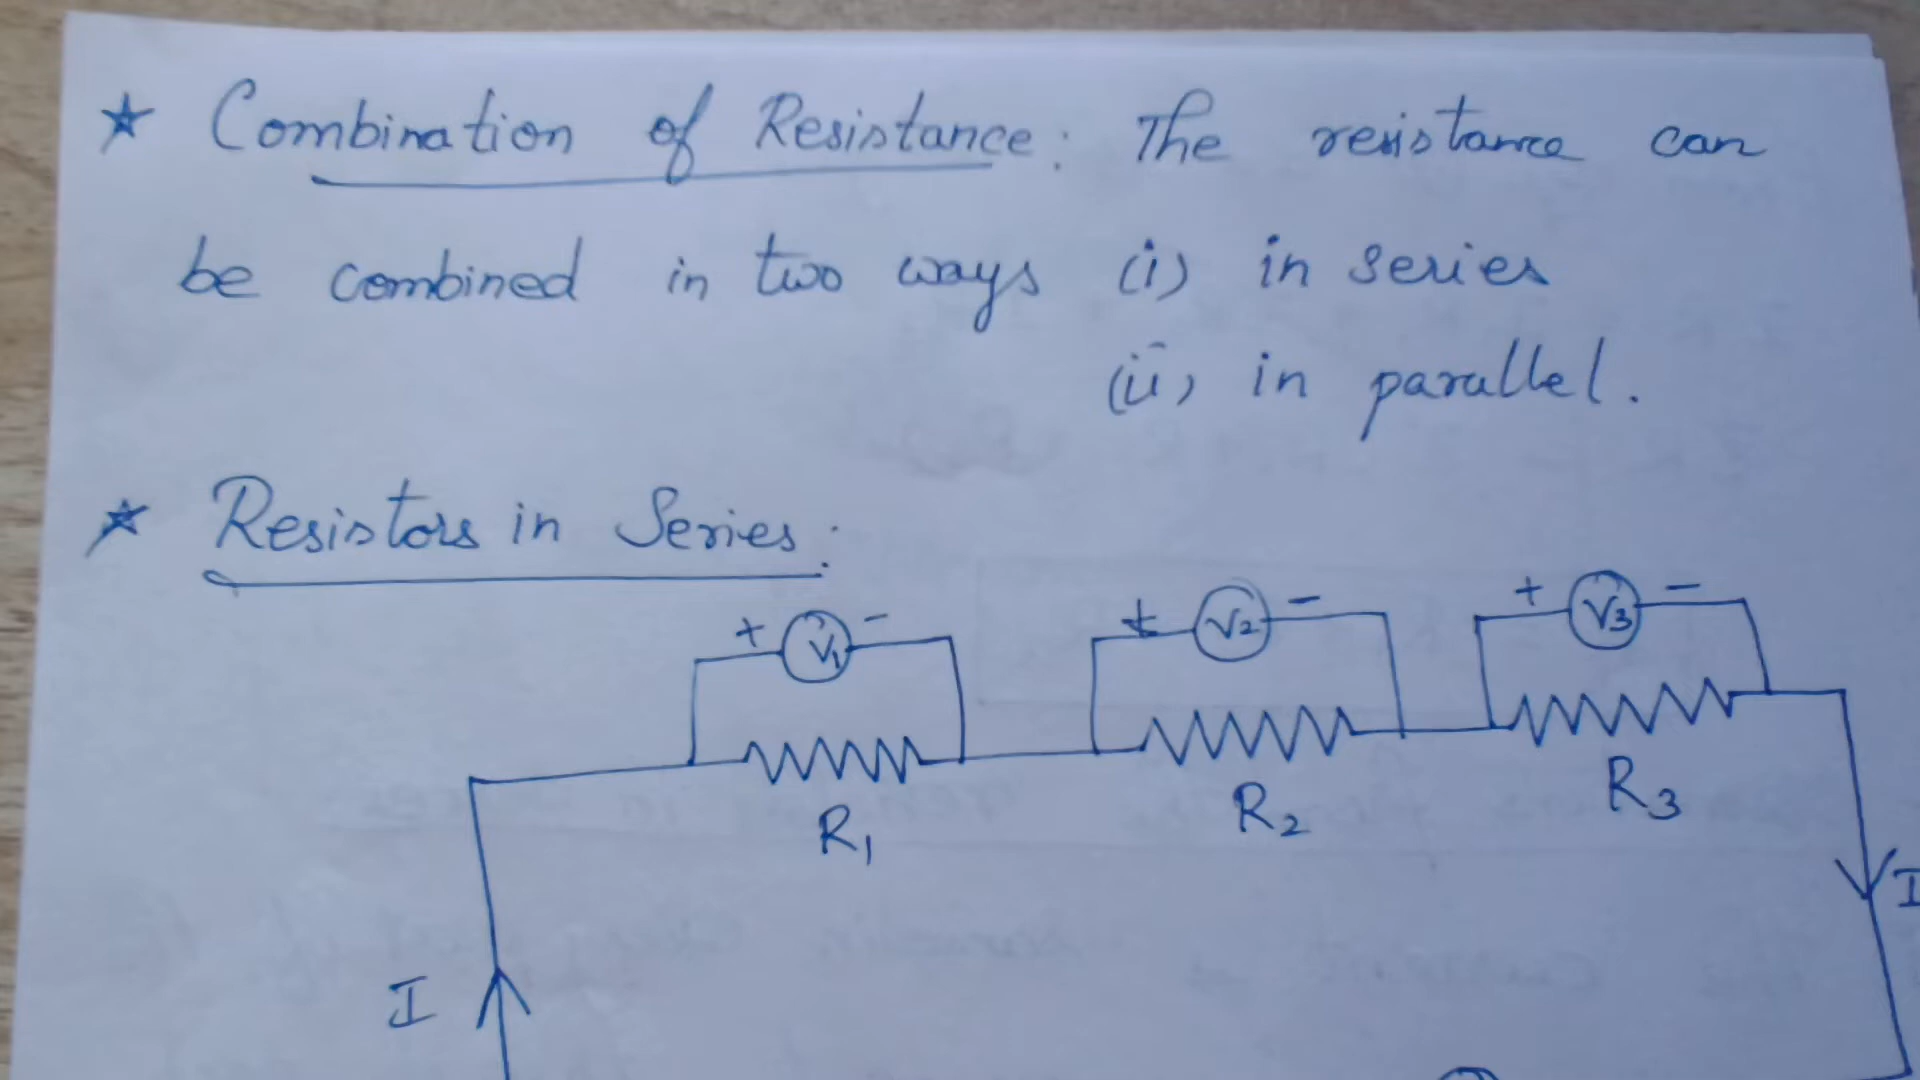 ★ Combination of Resistance: The resistance can
be combined in two ways (i) in series
(ii) in parallel.
★ Resistors in Series:
+ V1 - + V2 - + V3 -
R1 R2 R3
I
I